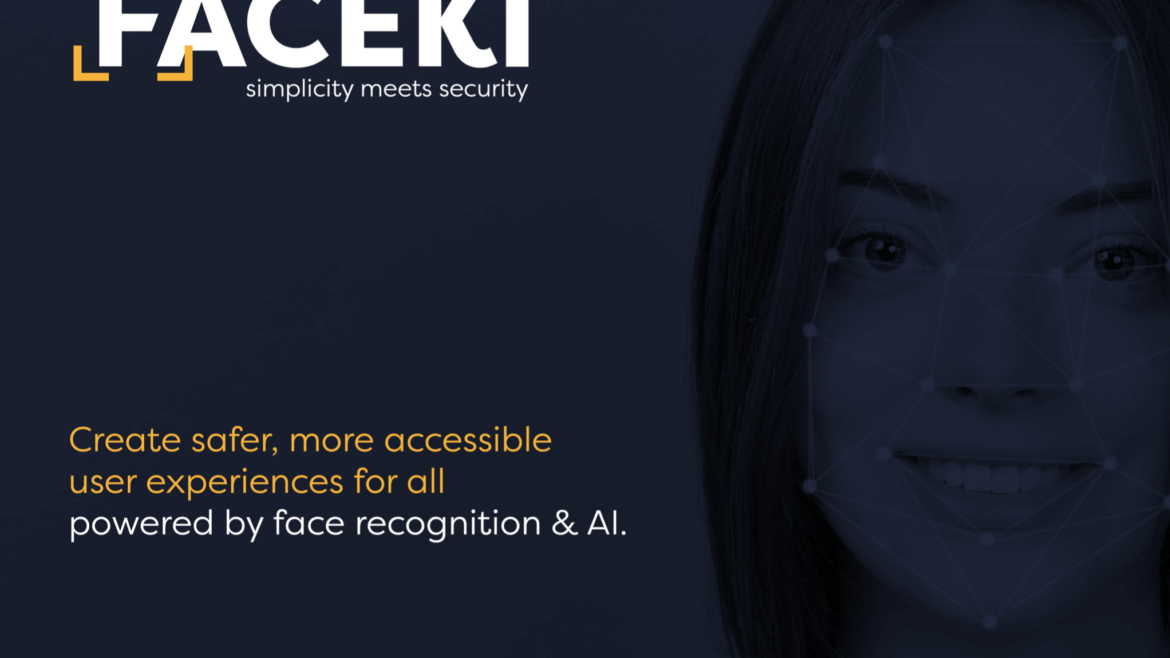 FACEKI
simplicity meets security
Create safer, more accessible
user experiences for all
powered by face recognition & AI.